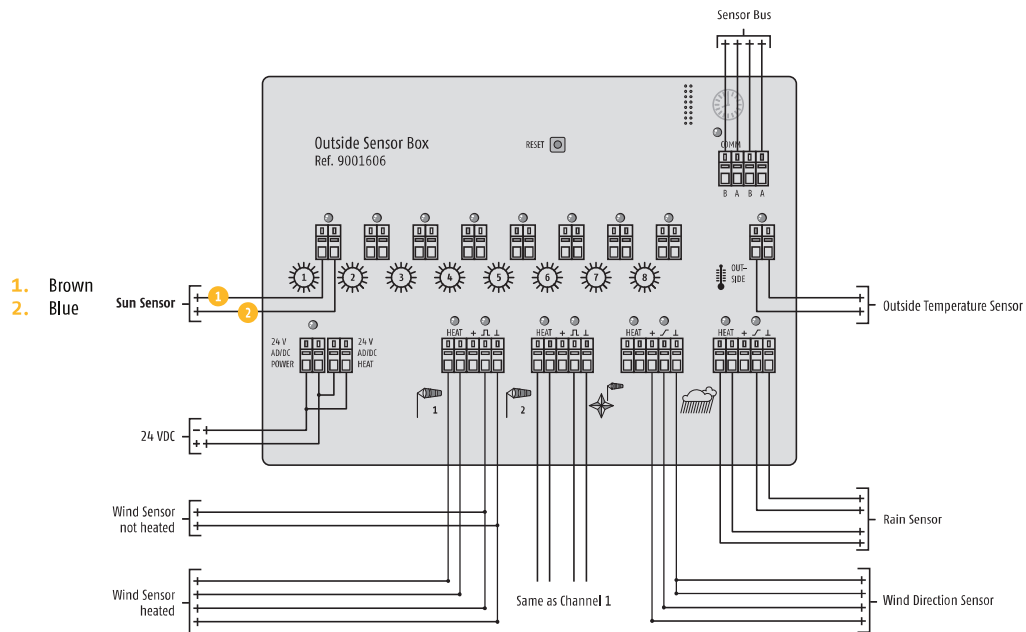 Sensor Bus
Outside Sensor Box
Ref. 9001606
RESET
COMM
B A B A
1 2 3 4 5 6 7 8
OUT-
SIDE
1. Brown
2. Blue
Sun Sensor
1
2
Outside Temperature Sensor
24 V
AD/DC
POWER
24 V
AD/DC
HEAT
HEAT + ⎍ ⊥
HEAT + ⎍ ⊥
HEAT +
⊥
HEAT +
⊥
1
2
24 VDC
- +
Wind Sensor
not heated
Rain Sensor
Wind Sensor
heated
Same as Channel 1
Wind Direction Sensor